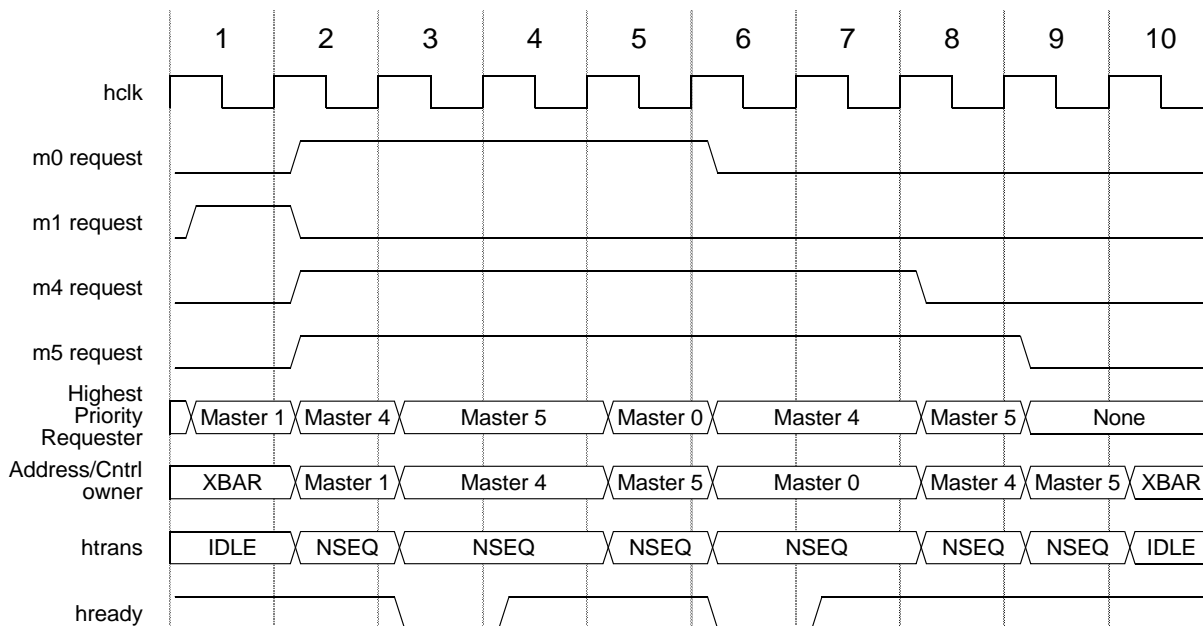 1 2 3 4 5 6 7 8 9 10
hclk
m0 request
m1 request
m4 request
m5 request
Highest
Priority
Requester
Master 1 Master 4 Master 5 Master 0 Master 4 Master 5 None
Address/Cntrl
owner
XBAR Master 1 Master 4 Master 5 Master 0 Master 4 Master 5 XBAR
htrans IDLE NSEQ NSEQ NSEQ NSEQ NSEQ NSEQ IDLE
hready